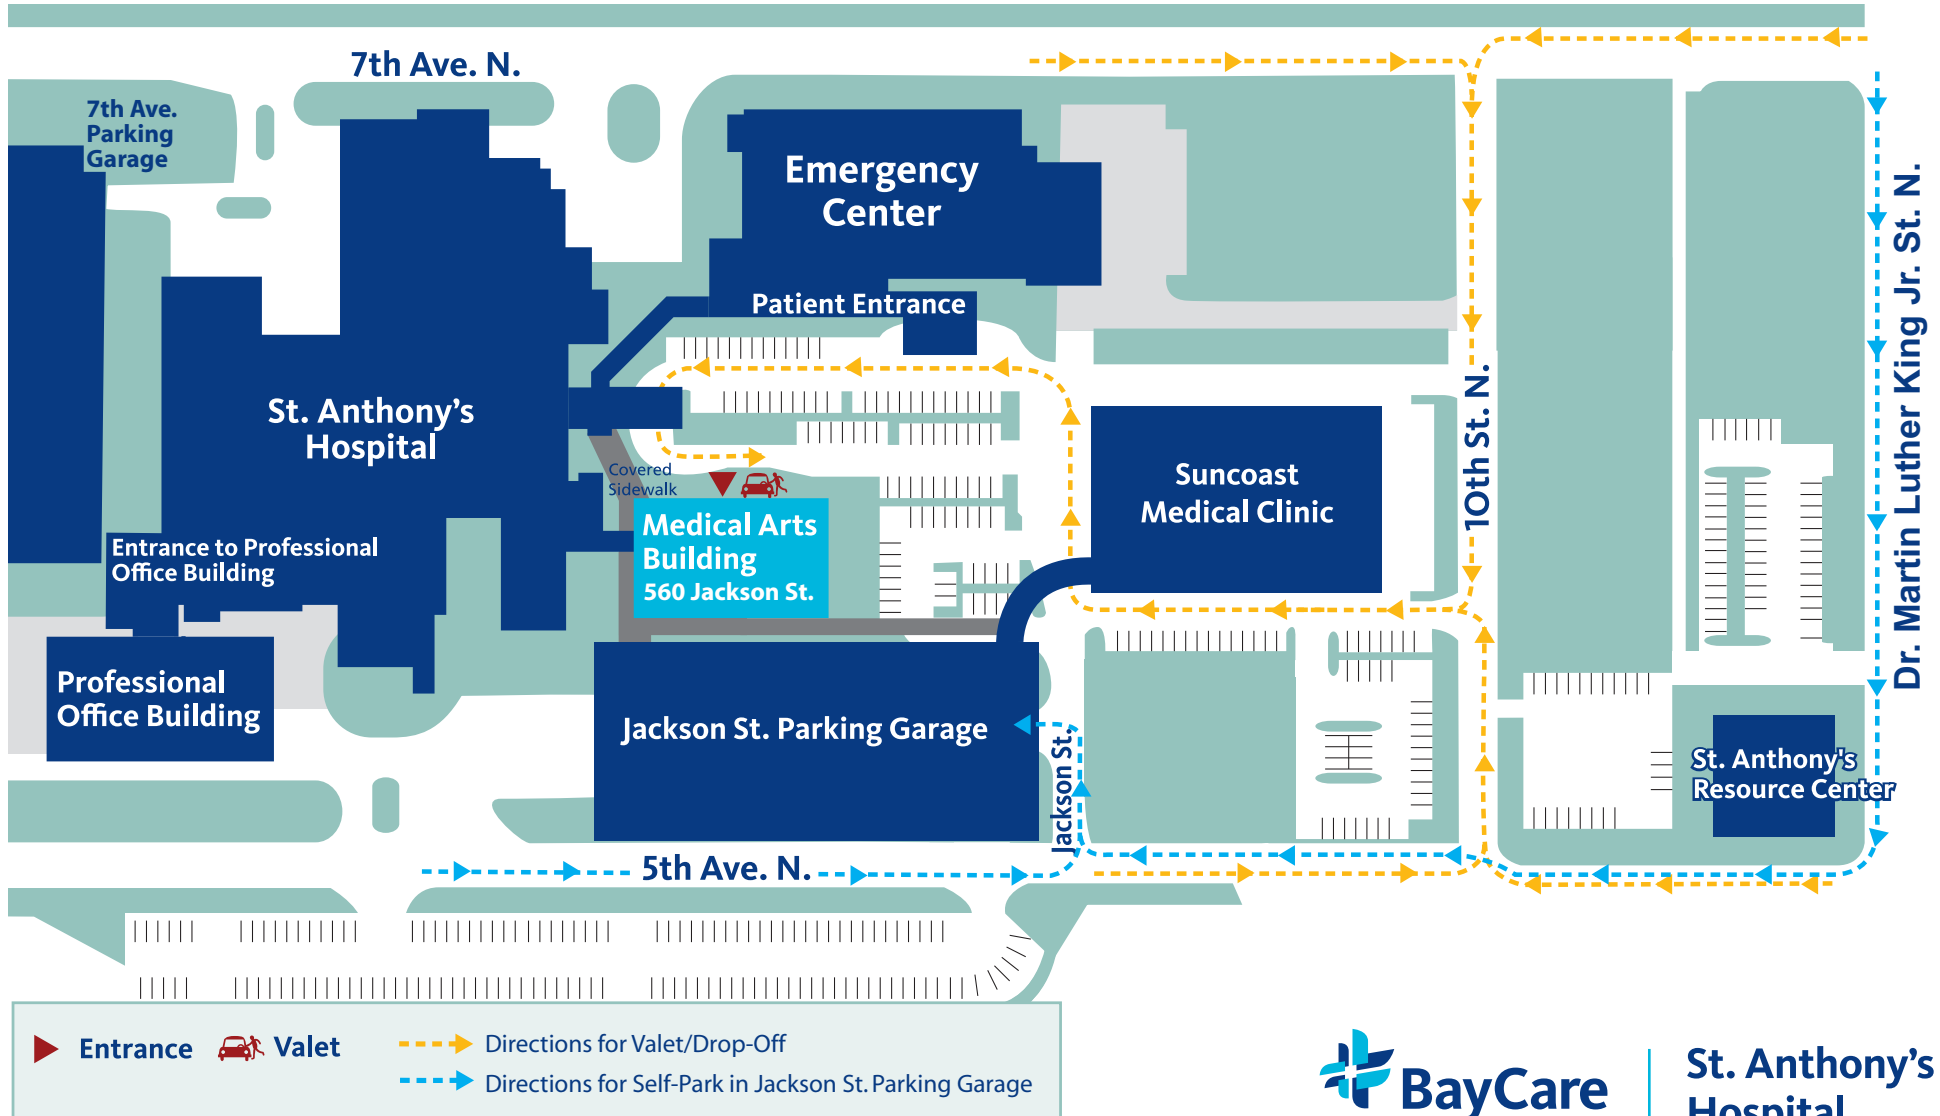 7th Ave. N.
7th Ave.
Parking
Garage
Emergency
Center
Patient Entrance
St. Anthony's
Hospital
Covered
Sidewalk
Medical Arts
Building
560 Jackson St.
Suncoast
Medical Clinic
10th St. N.
Dr. Martin Luther King Jr. St. N.
Entrance to Professional
Office Building
Professional
Office Building
Jackson St. Parking Garage
Jackson St.
St. Anthony's
Resource Center
5th Ave. N.
Entrance
Valet
Directions for Valet/Drop-Off
Directions for Self-Park in Jackson St. Parking Garage
BayCare
St. Anthony's
Hospital